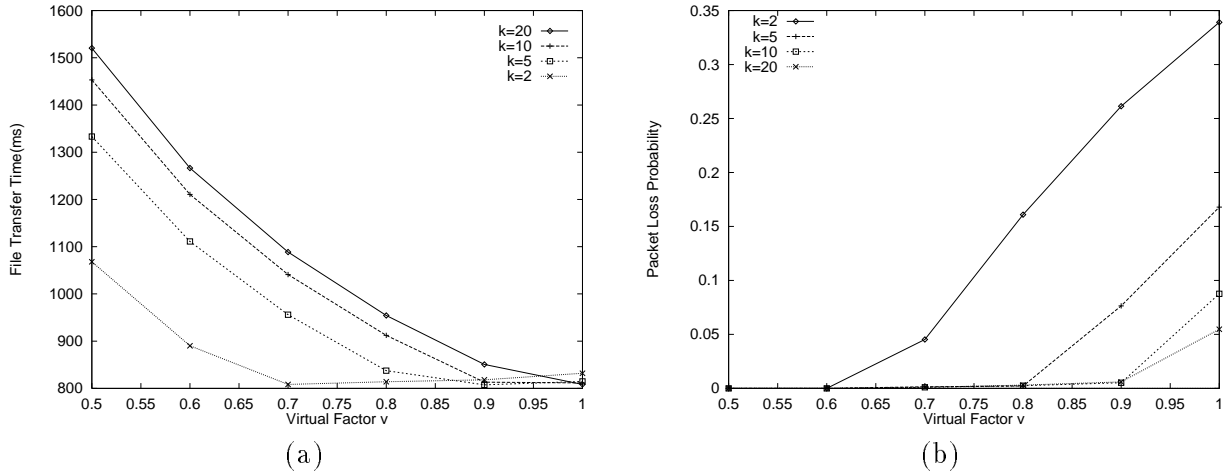 1600
1500
1400
1300
1200
1100
1000
900
800
File Transfer Time(ms)
k=20
k=10
k=5
k=2
0.5
0.55
0.6
0.65
0.7
0.75
0.8
0.85
0.9
0.95
1
Virtual Factor v
(a)
0.35
0.3
0.25
0.2
0.15
0.1
0.05
0
Packet Loss Probability
k=2
k=5
k=10
k=20
0.5
0.55
0.6
0.65
0.7
0.75
0.8
0.85
0.9
0.95
1
Virtual Factor v
(b)